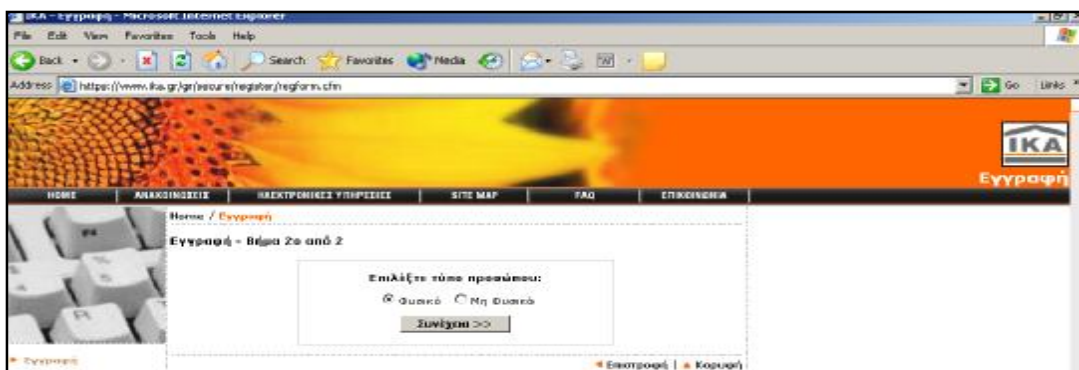 IKA - Εγγραφή - Microsoft Internet Explorer
File Edit View Favorites Tools Help
Back Search Favorites Media
Address https://www.ika.gr/gr/secure/register/regform.cfm Go Links
IKA
Εγγραφή
HOME ΑΝΑΚΟΙΝΩΣΕΙΣ ΗΛΕΚΤΡΟΝΙΚΕΣ ΥΠΗΡΕΣΙΕΣ SITE MAP FAQ ΕΠΙΚΟΙΝΩΝΙΑ
Home / Εγγραφή
Εγγραφή - Βήμα 2ο από 2
Επιλέξτε τύπο προσώπου:
Φυσικό Μη Φυσικό
Συνέχεια >>
Εγγραφή
Επιστροφή | Κορυφή